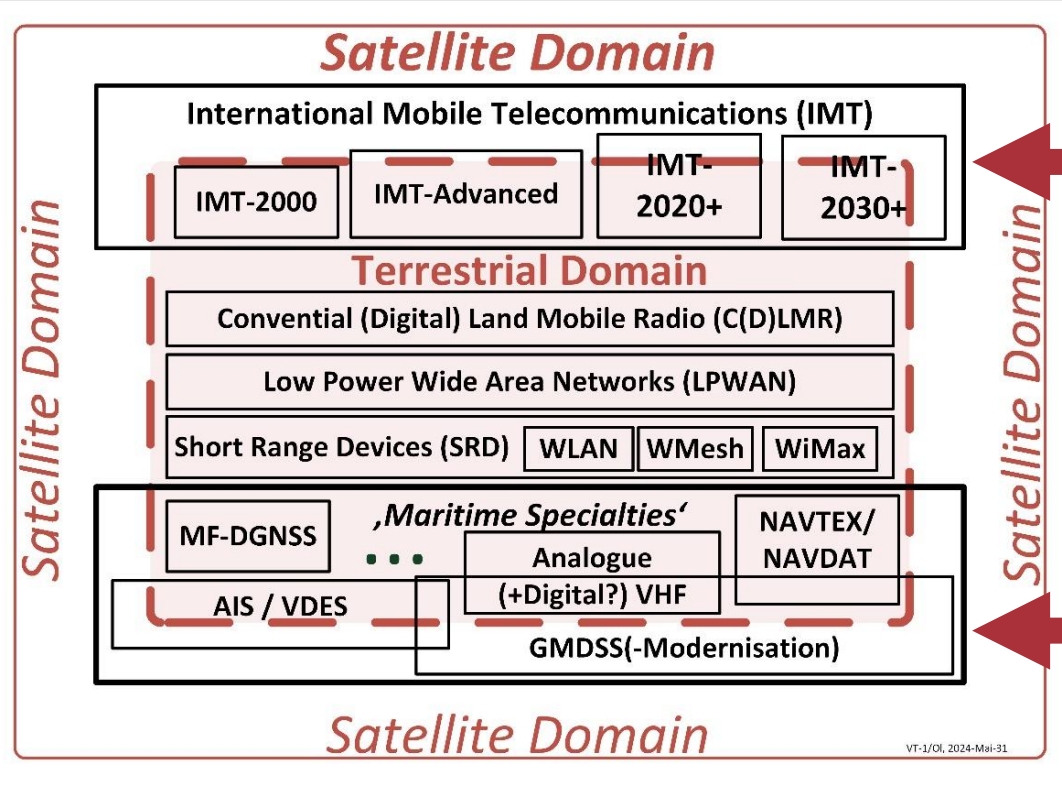 Satellite Domain
International Mobile Telecommunications (IMT)
IMT-2000
IMT-Advanced
IMT-
2020+
IMT-
2030+
Satellite Domain
Satellite Domain
Terrestrial Domain
Convential (Digital) Land Mobile Radio (C(D)LMR)
Low Power Wide Area Networks (LPWAN)
Short Range Devices (SRD)
WLAN
WMesh
WiMax
MF-DGNSS
‚Maritime Specialties‘
...
NAVTEX/
NAVDAT
Analogue
(+Digital?) VHF
AIS / VDES
GMDSS(-Modernisation)
Satellite Domain
VT-1/Ol, 2024-Mai-31